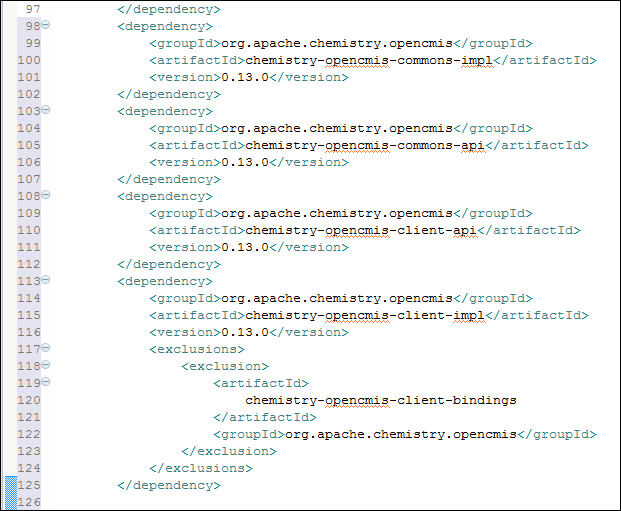 97 </dependency>
98 <dependency>
99 <groupId>org.apache.chemistry.opencmis</groupId>
100 <artifactId>chemistry-opencmis-commons-impl</artifactId>
101 <version>0.13.0</version>
102 </dependency>
103 <dependency>
104 <groupId>org.apache.chemistry.opencmis</groupId>
105 <artifactId>chemistry-opencmis-commons-api</artifactId>
106 <version>0.13.0</version>
107 </dependency>
108 <dependency>
109 <groupId>org.apache.chemistry.opencmis</groupId>
110 <artifactId>chemistry-opencmis-client-api</artifactId>
111 <version>0.13.0</version>
112 </dependency>
113 <dependency>
114 <groupId>org.apache.chemistry.opencmis</groupId>
115 <artifactId>chemistry-opencmis-client-impl</artifactId>
116 <version>0.13.0</version>
117 <exclusions>
118 <exclusion>
119 <artifactId>
120 chemistry-opencmis-client-bindings
121 </artifactId>
122 <groupId>org.apache.chemistry.opencmis</groupId>
123 </exclusion>
124 </exclusions>
125 </dependency>
126